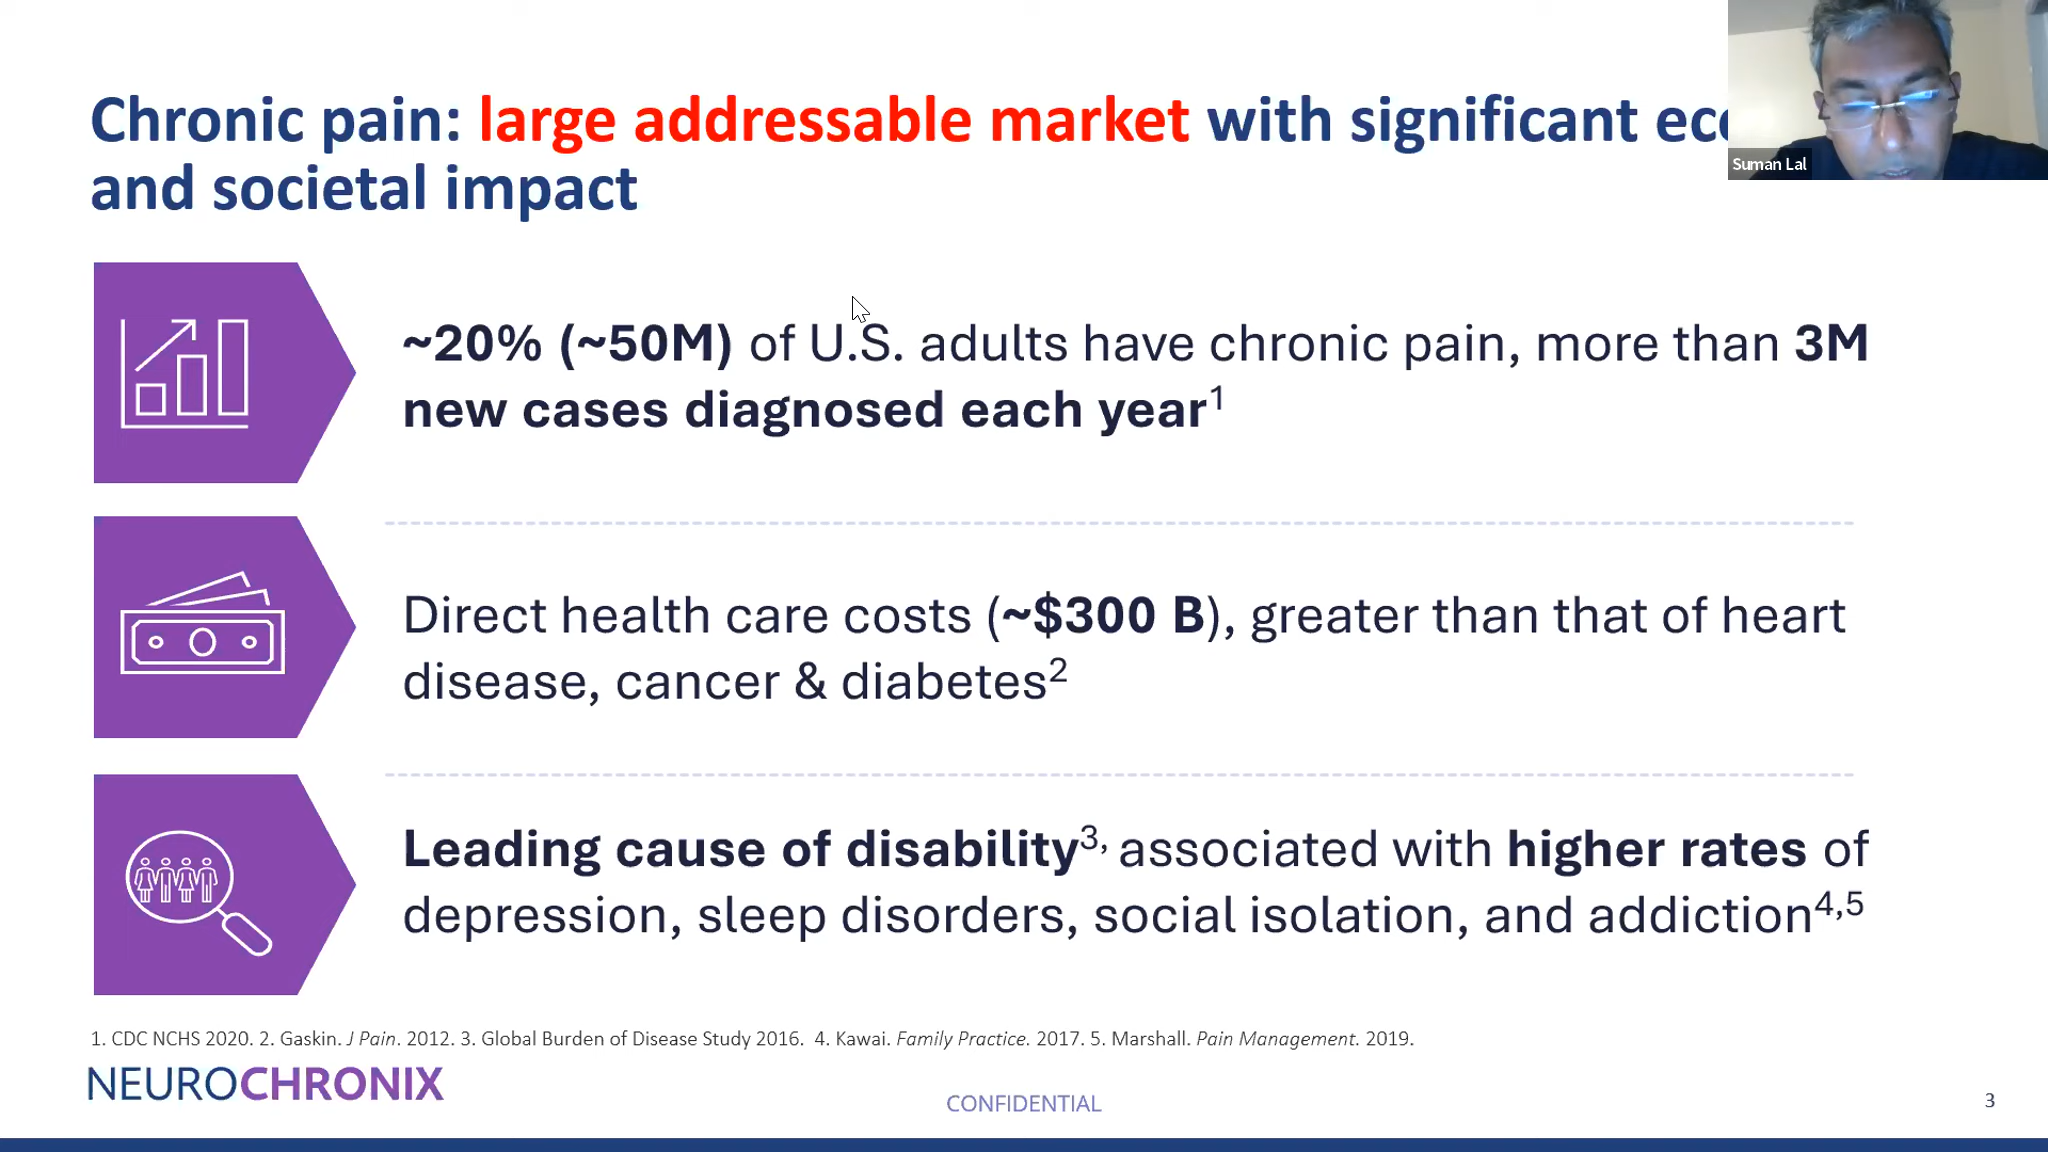 Chronic pain: large addressable market with significant
and societal impact
Suman Lal
~20% (~50M) of U.S. adults have chronic pain, more than 3M
new cases diagnosed each year1
Direct health care costs (~$300 B), greater than that of heart
disease, cancer & diabetes2
Leading cause of disability3, associated with higher rates of
depression, sleep disorders, social isolation, and addiction4,5
1. CDC NCHS 2020. 2. Gaskin. J Pain. 2012. 3. Global Burden of Disease Study 2016.  4. Kawai. Family Practice. 2017. 5. Marshall. Pain Management. 2019.
NEUROCHRONIX
CONFIDENTIAL
3